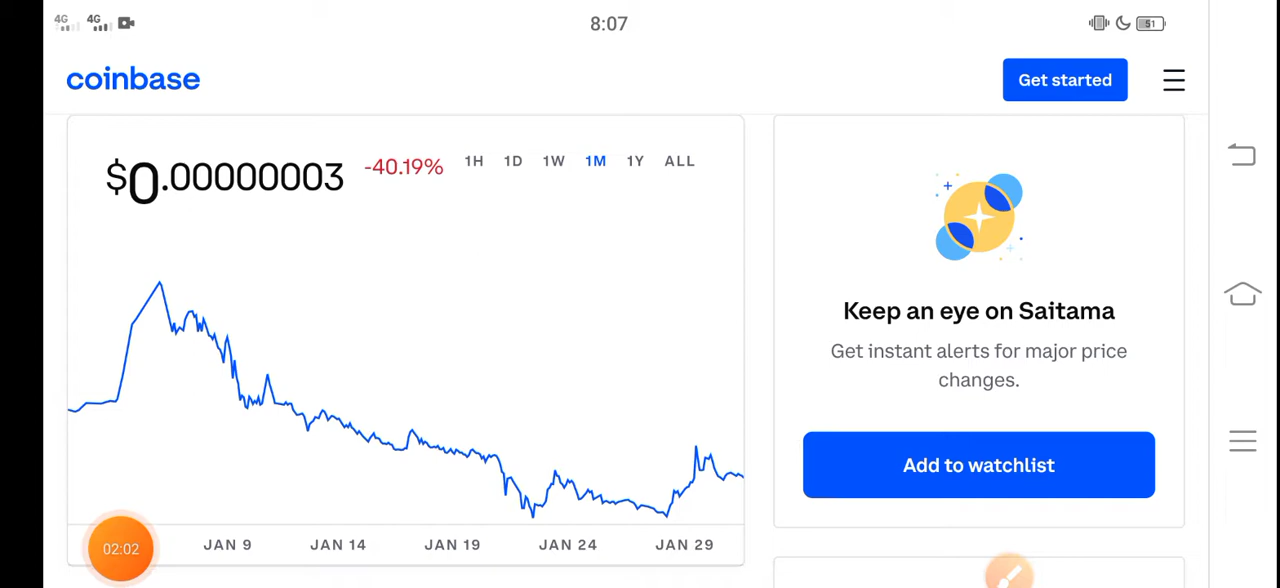 4G 4G 8:07 51
coinbase
Get started
$0.00000003 -40.19% 1H 1D 1W 1M 1Y ALL
Keep an eye on Saitama
Get instant alerts for major price
changes.
Add to watchlist
JAN 9 JAN 14 JAN 19 JAN 24 JAN 29
02:02